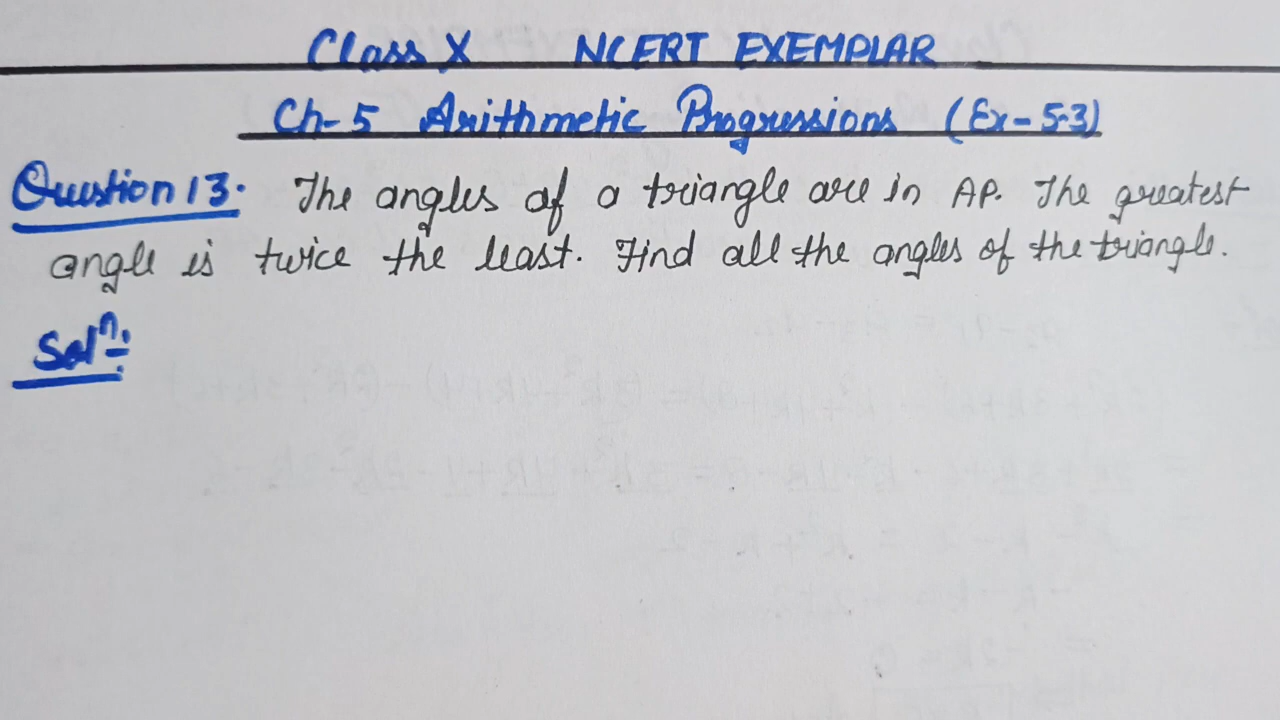 Class X NCERT EXEMPLAR
Ch-5 Arithmetic Progressions (Ex-5.3)
Question 13. The angles of a triangle are in AP. The greatest
angle is twice the least. Find all the angles of the triangle.
Solⁿ: